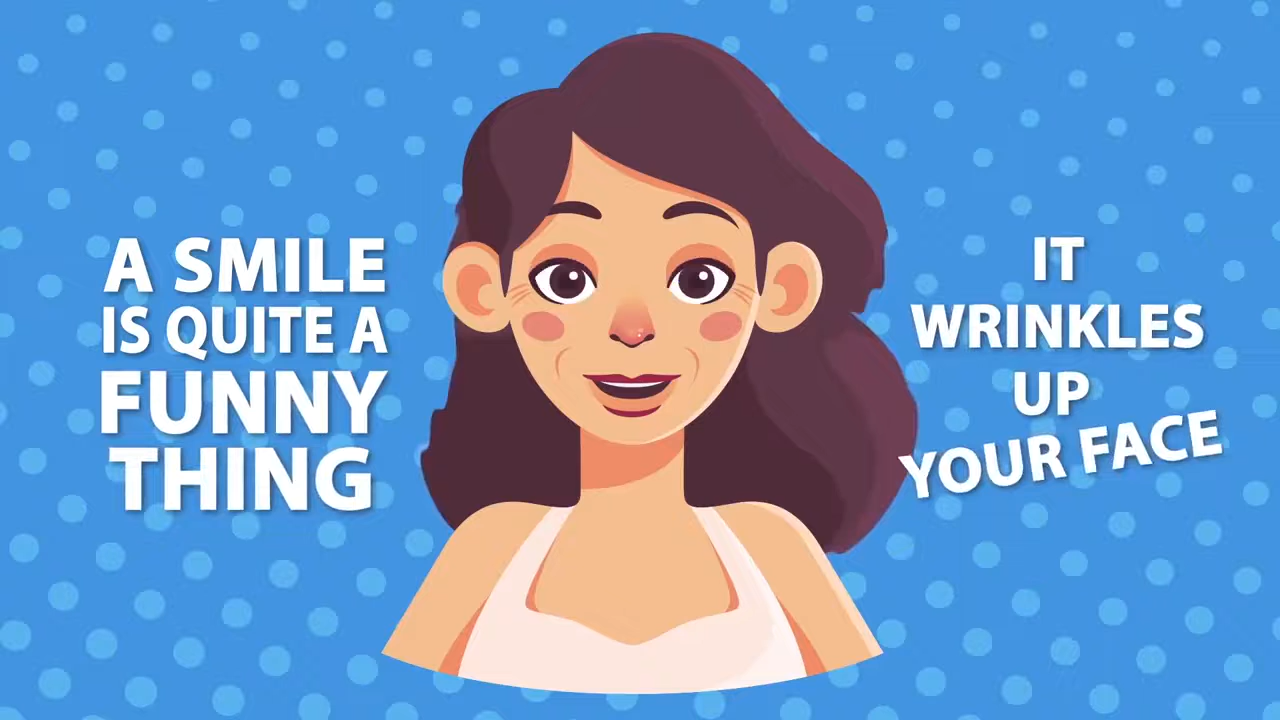 A SMILE
IS QUITE A
FUNNY
THING
IT
WRINKLES
UP
YOUR FACE